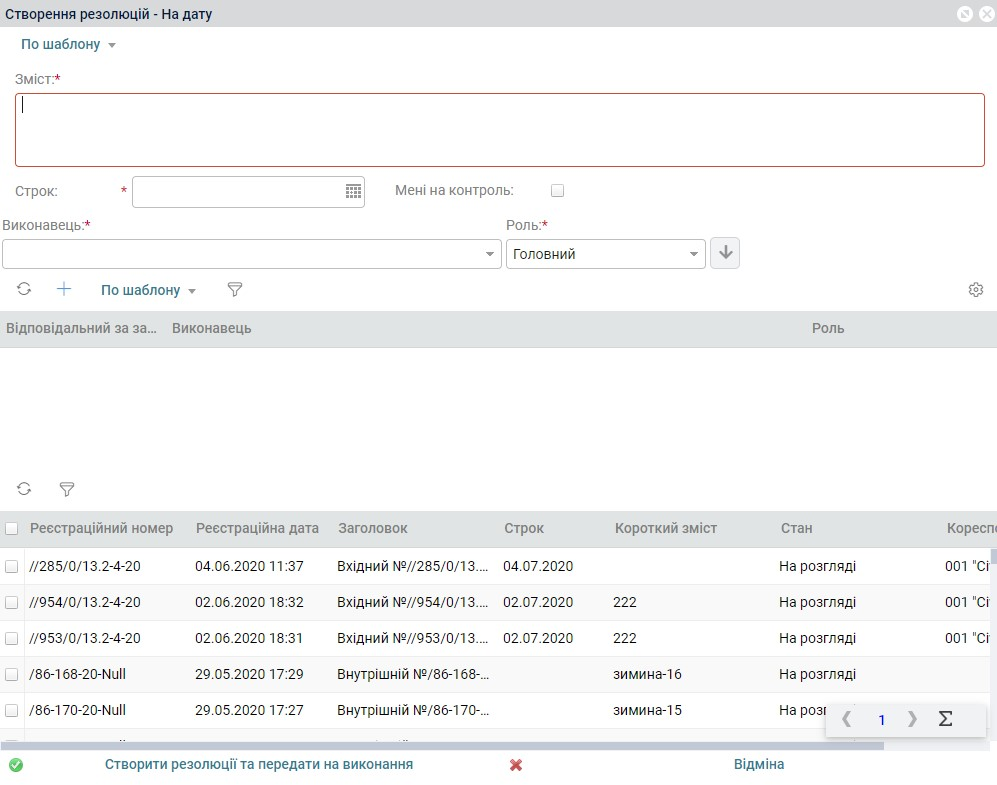 Створення резолюцій - На дату
По шаблону
Зміст:*
Строк: * Мені на контроль:
Виконавець:* Роль:*
Головний
По шаблону
Відповідальний за за... Виконавець Роль
Реєстраційний номер Реєстраційна дата Заголовок Строк Короткий зміст Стан Кореспо
//285/0/13.2-4-20 04.06.2020 11:37 Вхідний №//285/0/13.... 04.07.2020 На розгляді 001 "Сіт
//954/0/13.2-4-20 02.06.2020 18:32 Вхідний №//954/0/13.... 02.07.2020 222 На розгляді 001 "Сіт
//953/0/13.2-4-20 02.06.2020 18:31 Вхідний №//953/0/13.... 02.07.2020 222 На розгляді 001 "Сіт
/86-168-20-Null 29.05.2020 17:29 Внутрішній №/86-168-... зимина-16 На розгляді
/86-170-20-Null 29.05.2020 17:27 Внутрішній №/86-170-... зимина-15 На розг
1 Σ
Створити резолюції та передати на виконання Відміна